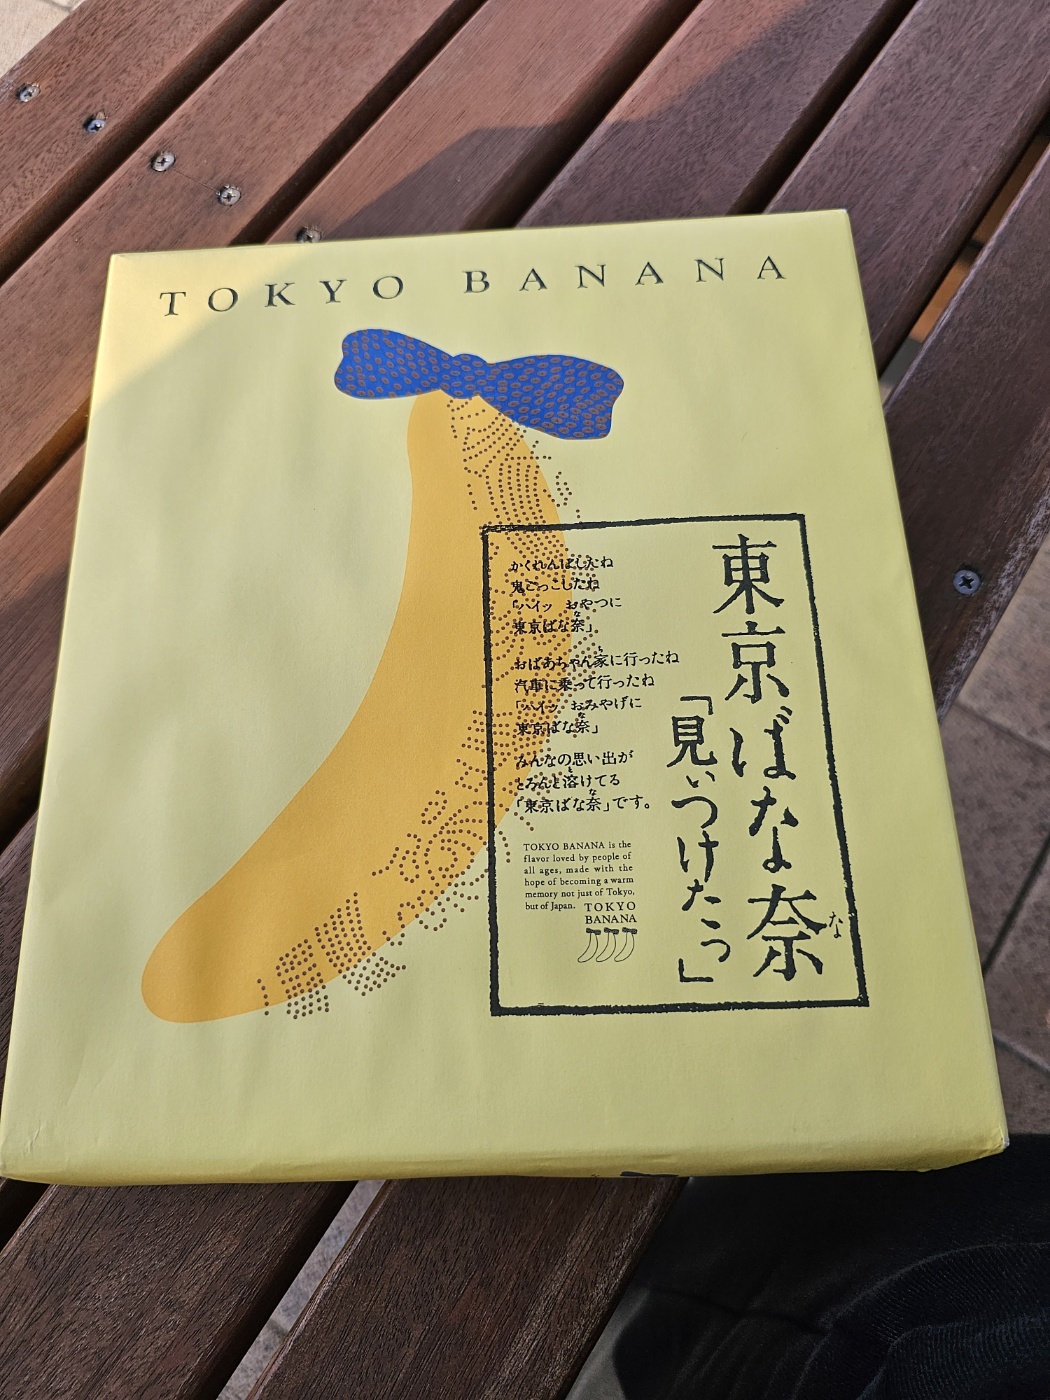 TOKYO BANANA
東京ばな奈
な
「見ぃつけたっ」
かくれんぼしたね
鬼ごっこしたね
「ハイッ おやつに
東京ばな奈」
おばあちゃん家に行ったね
汽車に乗って行ったね
「ハイッ おみやげに
東京ばな奈」
みんなの思い出が
とろんと溶けてる
「東京ばな奈」です。
TOKYO BANANA is the
flavor loved by people of
all ages, made with the
hope of becoming a warm
memory not just of Tokyo,
but of Japan.
TOKYO
BANANA